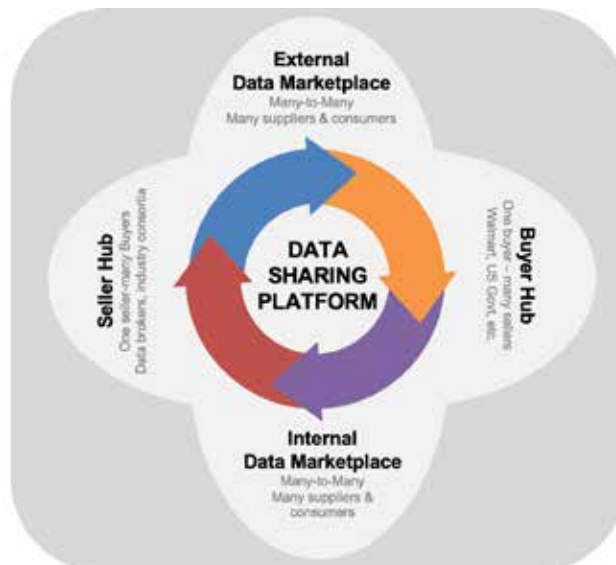 External
Data Marketplace
Many-to-Many
Many suppliers & consumers
Seller Hub
One seller-many Buyers
Data brokers, industry consortia
DATA
SHARING
PLATFORM
Buyer Hub
One buyer – many sellers
Walmart, US Govt, etc.
Internal
Data Marketplace
Many-to-Many
Many suppliers &
consumers